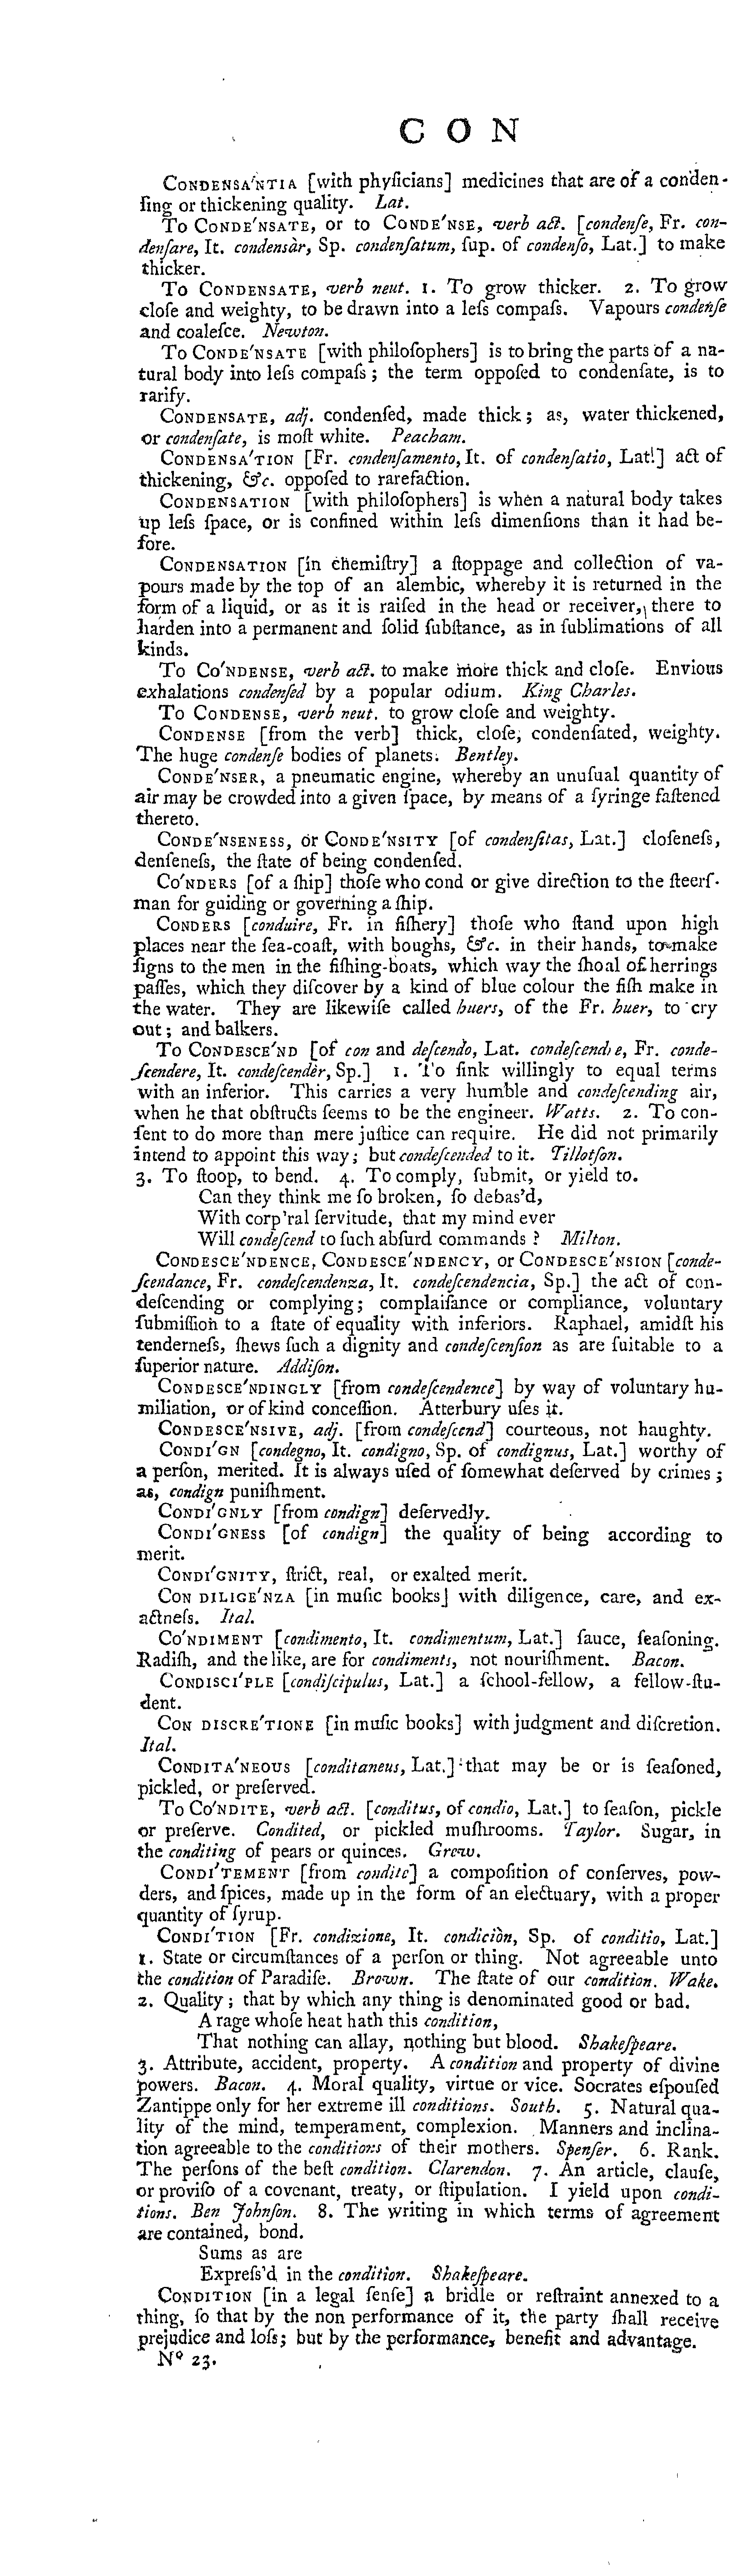 C O N
CONDENSA'NTIA [with phyſicians] medicines that are of a conden-
ſing or thickening quality. Lat.
To CONDE'NSATE, or to CONDE'NSE, verb act. [condenſe, Fr. con-
denſare, It. condensàr, Sp. condenſatum, ſup. of condenſo, Lat.] to make
thicker.
To CONDENSATE, verb neut. 1. To grow thicker. 2. To grow
cloſe and weighty, to be drawn into a leſs compaſs. Vapours condenſe
and coaleſce. Newton.
To CONDE'NSATE [with philoſophers] is to bring the parts of a na-
tural body into leſs compaſs; the term oppoſed to condenſate, is to
rarify.
CONDENSATE, adj. condenſed, made thick; as, water thickened,
or condenſate, is moſt white. Peacham.
CONDENSA'TION [Fr. condenſamento, It. of condenſatio, Lat.] act of
thickening, &c. oppoſed to rarefaction.
CONDENSATION [with philoſophers] is when a natural body takes
up leſs ſpace, or is confined within leſs dimenſions than it had be-
fore.
CONDENSATION [in chemiſtry] a ſtoppage and collection of va-
pours made by the top of an alembic, whereby it is returned in the
form of a liquid, or as it is raiſed in the head or receiver, there to
harden into a permanent and ſolid ſubſtance, as in ſublimations of all
kinds.
To CO'NDENSE, verb act. to make more thick and cloſe. Envious
exhalations condenſed by a popular odium. King Charles.
To CONDENSE, verb neut. to grow cloſe and weighty.
CONDENSE [from the verb] thick, cloſe, condenſated, weighty.
The huge condenſe bodies of planets. Bentley.
CONDE'NSER, a pneumatic engine, whereby an unuſual quantity of
air may be crowded into a given ſpace, by means of a ſyringe faſtened
thereto.
CONDE'NSENESS, or CONDE'NSITY [of condenſitas, Lat.] cloſeneſs,
denſeneſs, the ſtate of being condenſed.
CO'NDERS [of a ſhip] thoſe who cond or give direction to the ſteerſ-
man for guiding or governing a ſhip.
CONDERS [conduire, Fr. in fiſhery] thoſe who ſtand upon high
places near the ſea-coaſt, with boughs, &c. in their hands, to make
ſigns to the men in the fiſhing-boats, which way the ſhoal of herrings
paſſes, which they diſcover by a kind of blue colour the fiſh make in
the water. They are likewiſe called huers, of the Fr. huer, to cry
out; and balkers.
To CONDESCE'ND [of con and deſcendo, Lat. condeſcendre, Fr. conde-
ſcendere, It. condeſcendèr, Sp.] 1. To ſink willingly to equal terms
with an inferior. This carries a very humble and condeſcending air,
when he that obſtructs ſeems to be the engineer. Watts. 2. To con-
ſent to do more than mere juſtice can require. He did not primarily
intend to appoint this way; but condeſcended to it. Tillotſon.
3. To ſtoop, to bend. 4. To comply, ſubmit, or yield to.
Can they think me ſo broken, ſo debas'd,
With corp'ral ſervitude, that my mind ever
Will condeſcend to ſuch abſurd commands? Milton.
CONDESCE'NDENCE, CONDESCE'NDENCY, or CONDESCE'NSION [conde-
ſcendance, Fr. condeſcendenza, It. condeſcendencia, Sp.] the act of con-
deſcending or complying; complaiſance or compliance, voluntary
ſubmiſſion to a ſtate of equality with inferiors. Raphael, amidſt his
tenderneſs, ſhews ſuch a dignity and condeſcenſion as are ſuitable to a
ſuperior nature. Addiſon.
CONDESCE'NDINGLY [from condeſcendence] by way of voluntary hu-
miliation, or of kind conceſſion. Atterbury uſes it.
CONDESCE'NSIVE, adj. [from condeſcend] courteous, not haughty.
CONDI'GN [condegno, It. condigno, Sp. of condignus, Lat.] worthy of
a perſon, merited. It is always uſed of ſomewhat deſerved by crimes;
as, condign puniſhment.
CONDI'GNLY [from condign] deſervedly.
CONDI'GNESS [of condign] the quality of being according to
merit.
CONDI'GNITY, ſtrict, real, or exalted merit.
CON DILIGE'NZA [in muſic books] with diligence, care, and ex-
actneſs. Ital.
CO'NDIMENT [condimento, It. condimentum, Lat.] ſauce, ſeaſoning.
Radiſh, and the like, are for condiments, not nouriſhment. Bacon.
CONDISCI'PLE [condiſcipulus, Lat.] a ſchool-fellow, a fellow-ſtu-
dent.
CON DISCRE'TIONE [in muſic books] with judgment and diſcretion.
Ital.
CONDITA'NEOUS [conditaneus, Lat.] that may be or is ſeaſoned,
pickled, or preſerved.
To CO'NDITE, verb act. [conditus, of condio, Lat.] to ſeaſon, pickle
or preſerve. Condited, or pickled muſhrooms. Taylor. Sugar, in
the conditing of pears or quinces. Grew.
CONDI'TEMENT [from condite] a compoſition of conſerves, pow-
ders, and ſpices, made up in the form of an electuary, with a proper
quantity of ſyrup.
CONDI'TION [Fr. condizione, It. condiciòn, Sp. of conditio, Lat.]
1. State or circumſtances of a perſon or thing. Not agreeable unto
the condition of Paradiſe. Brown. The ſtate of our condition. Wake.
2. Quality; that by which any thing is denominated good or bad.
A rage whoſe heat hath this condition,
That nothing can allay, nothing but blood. Shakeſpeare.
3. Attribute, accident, property. A condition and property of divine
powers. Bacon. 4. Moral quality, virtue or vice. Socrates eſpouſed
Zantippe only for her extreme ill conditions. South. 5. Natural qua-
lity of the mind, temperament, complexion. Manners and inclina-
tion agreeable to the conditions of their mothers. Spenſer. 6. Rank.
The perſons of the beſt condition. Clarendon. 7. An article, clauſe,
or proviſo of a covenant, treaty, or ſtipulation. I yield upon condi-
tions. Ben Johnſon. 8. The writing in which terms of agreement
are contained, bond.
Sums as are
Expreſs'd in the condition. Shakeſpeare.
CONDITION [in a legal ſenſe] a bridle or reſtraint annexed to a
thing, ſo that by the non performance of it, the party ſhall receive
prejudice and loſs; but by the performance, benefit and advantage.
Nº 23.